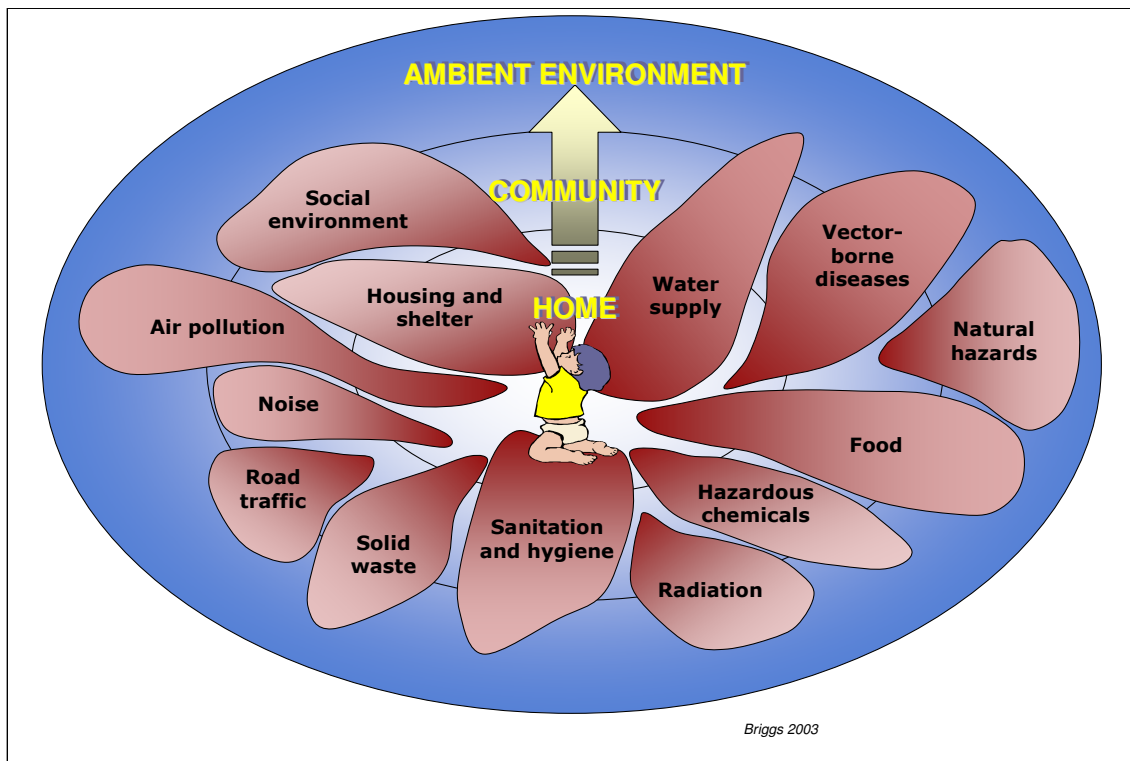 AMBIENT ENVIRONMENT
COMMUNITY
HOME
Social
environment
Housing and
shelter
Air pollution
Noise
Road
traffic
Solid
waste
Sanitation
and hygiene
Water
supply
Vector-
borne
diseases
Natural
hazards
Food
Hazardous
chemicals
Radiation
Briggs 2003